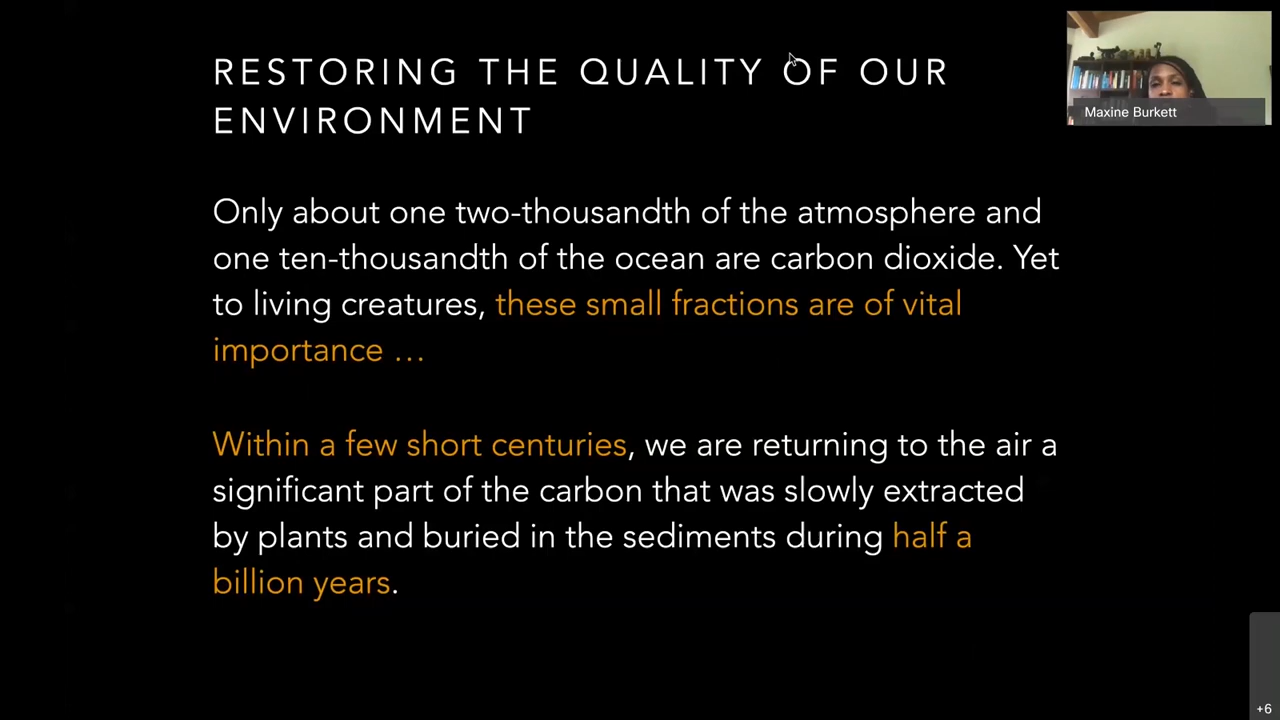 RESTORING THE QUALITY OF OUR
ENVIRONMENT
Maxine Burkett
Only about one two-thousandth of the atmosphere and
one ten-thousandth of the ocean are carbon dioxide. Yet
to living creatures, these small fractions are of vital
importance …
Within a few short centuries, we are returning to the air a
significant part of the carbon that was slowly extracted
by plants and buried in the sediments during half a
billion years.
+6